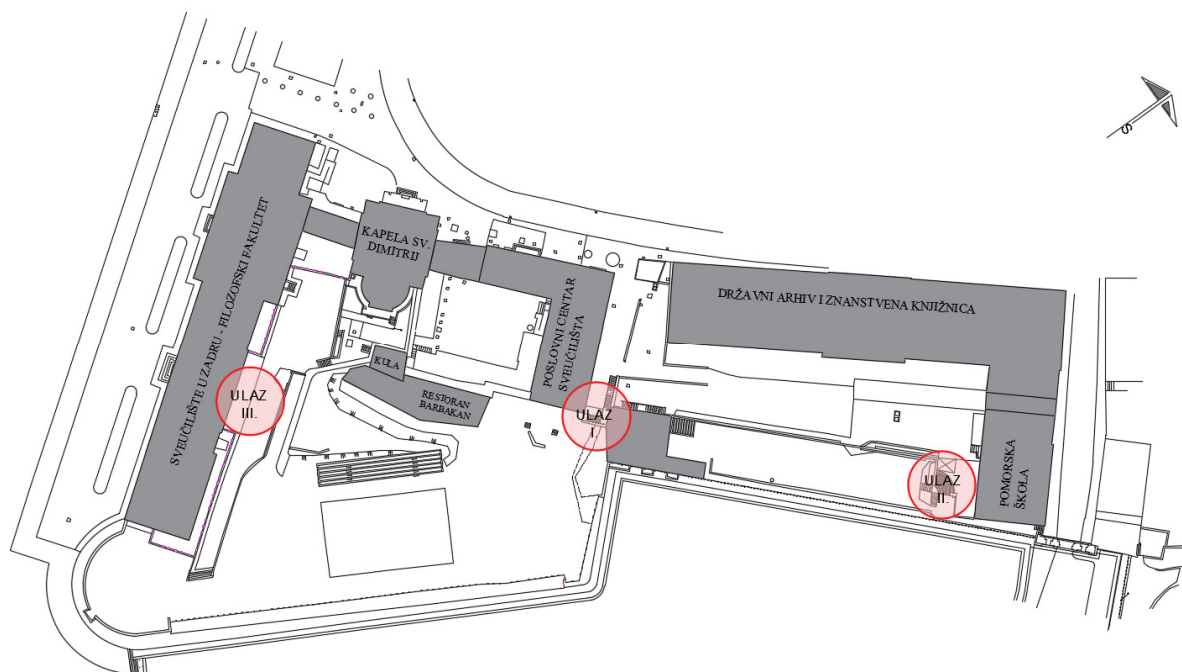 SVEUČILIŠTE U ZADRU - FILOZOFSKI FAKULTET
KAPELA SV.
DIMITRIJ
POSLOVNI CENTAR
SVEUČILIŠTA
DRŽAVNI ARHIV I ZNANSTVENA KNJIŽNICA
KULA
RESTORAN
BARBAKAN
ULAZ
III.
ULAZ
I.
ULAZ
II.
POMORSKA
ŠKOLA
S